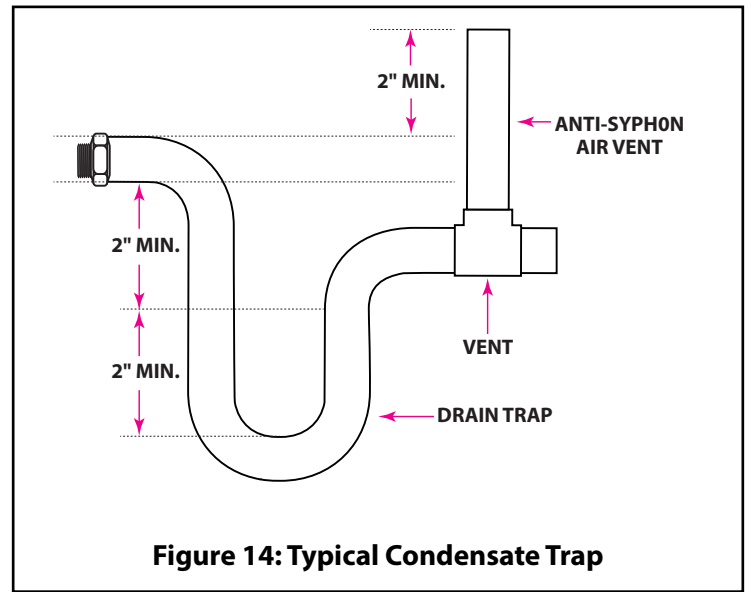 2" MIN.
ANTI-SYPH0N
AIR VENT
2" MIN.
VENT
2" MIN.
DRAIN TRAP
Figure 14: Typical Condensate Trap